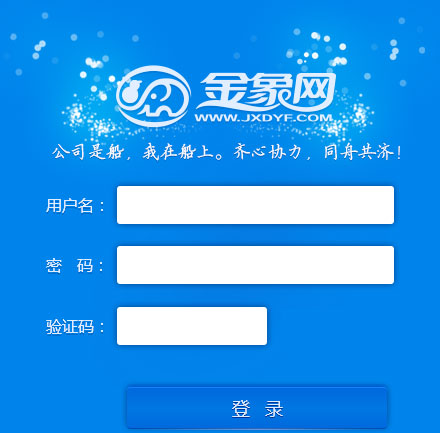 金象网
WWW.JXDYF.COM
公司是船，我在船上。齐心协力，同舟共济！
用户名：
密 码：
验证码：
登 录